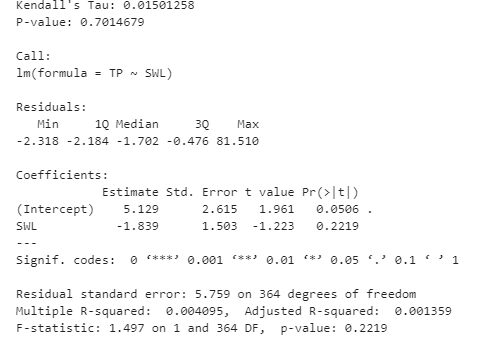 Kendall's Tau: 0.01501258
P-value: 0.7014679
Call:
lm(formula = TP ~ SWL)
Residuals:
Min 1Q Median 3Q Max
-2.318 -2.184 -1.702 -0.476 81.510
Coefficients:
Estimate Std. Error t value Pr(>|t|)
(Intercept) 5.129 2.615 1.961 0.0506 .
SWL -1.839 1.503 -1.223 0.2219
---
Signif. codes: 0 ‘***’ 0.001 ‘**’ 0.01 ‘*’ 0.05 ‘.’ 0.1 ‘ ’ 1
Residual standard error: 5.759 on 364 degrees of freedom
Multiple R-squared: 0.004095, Adjusted R-squared: 0.001359
F-statistic: 1.497 on 1 and 364 DF, p-value: 0.2219